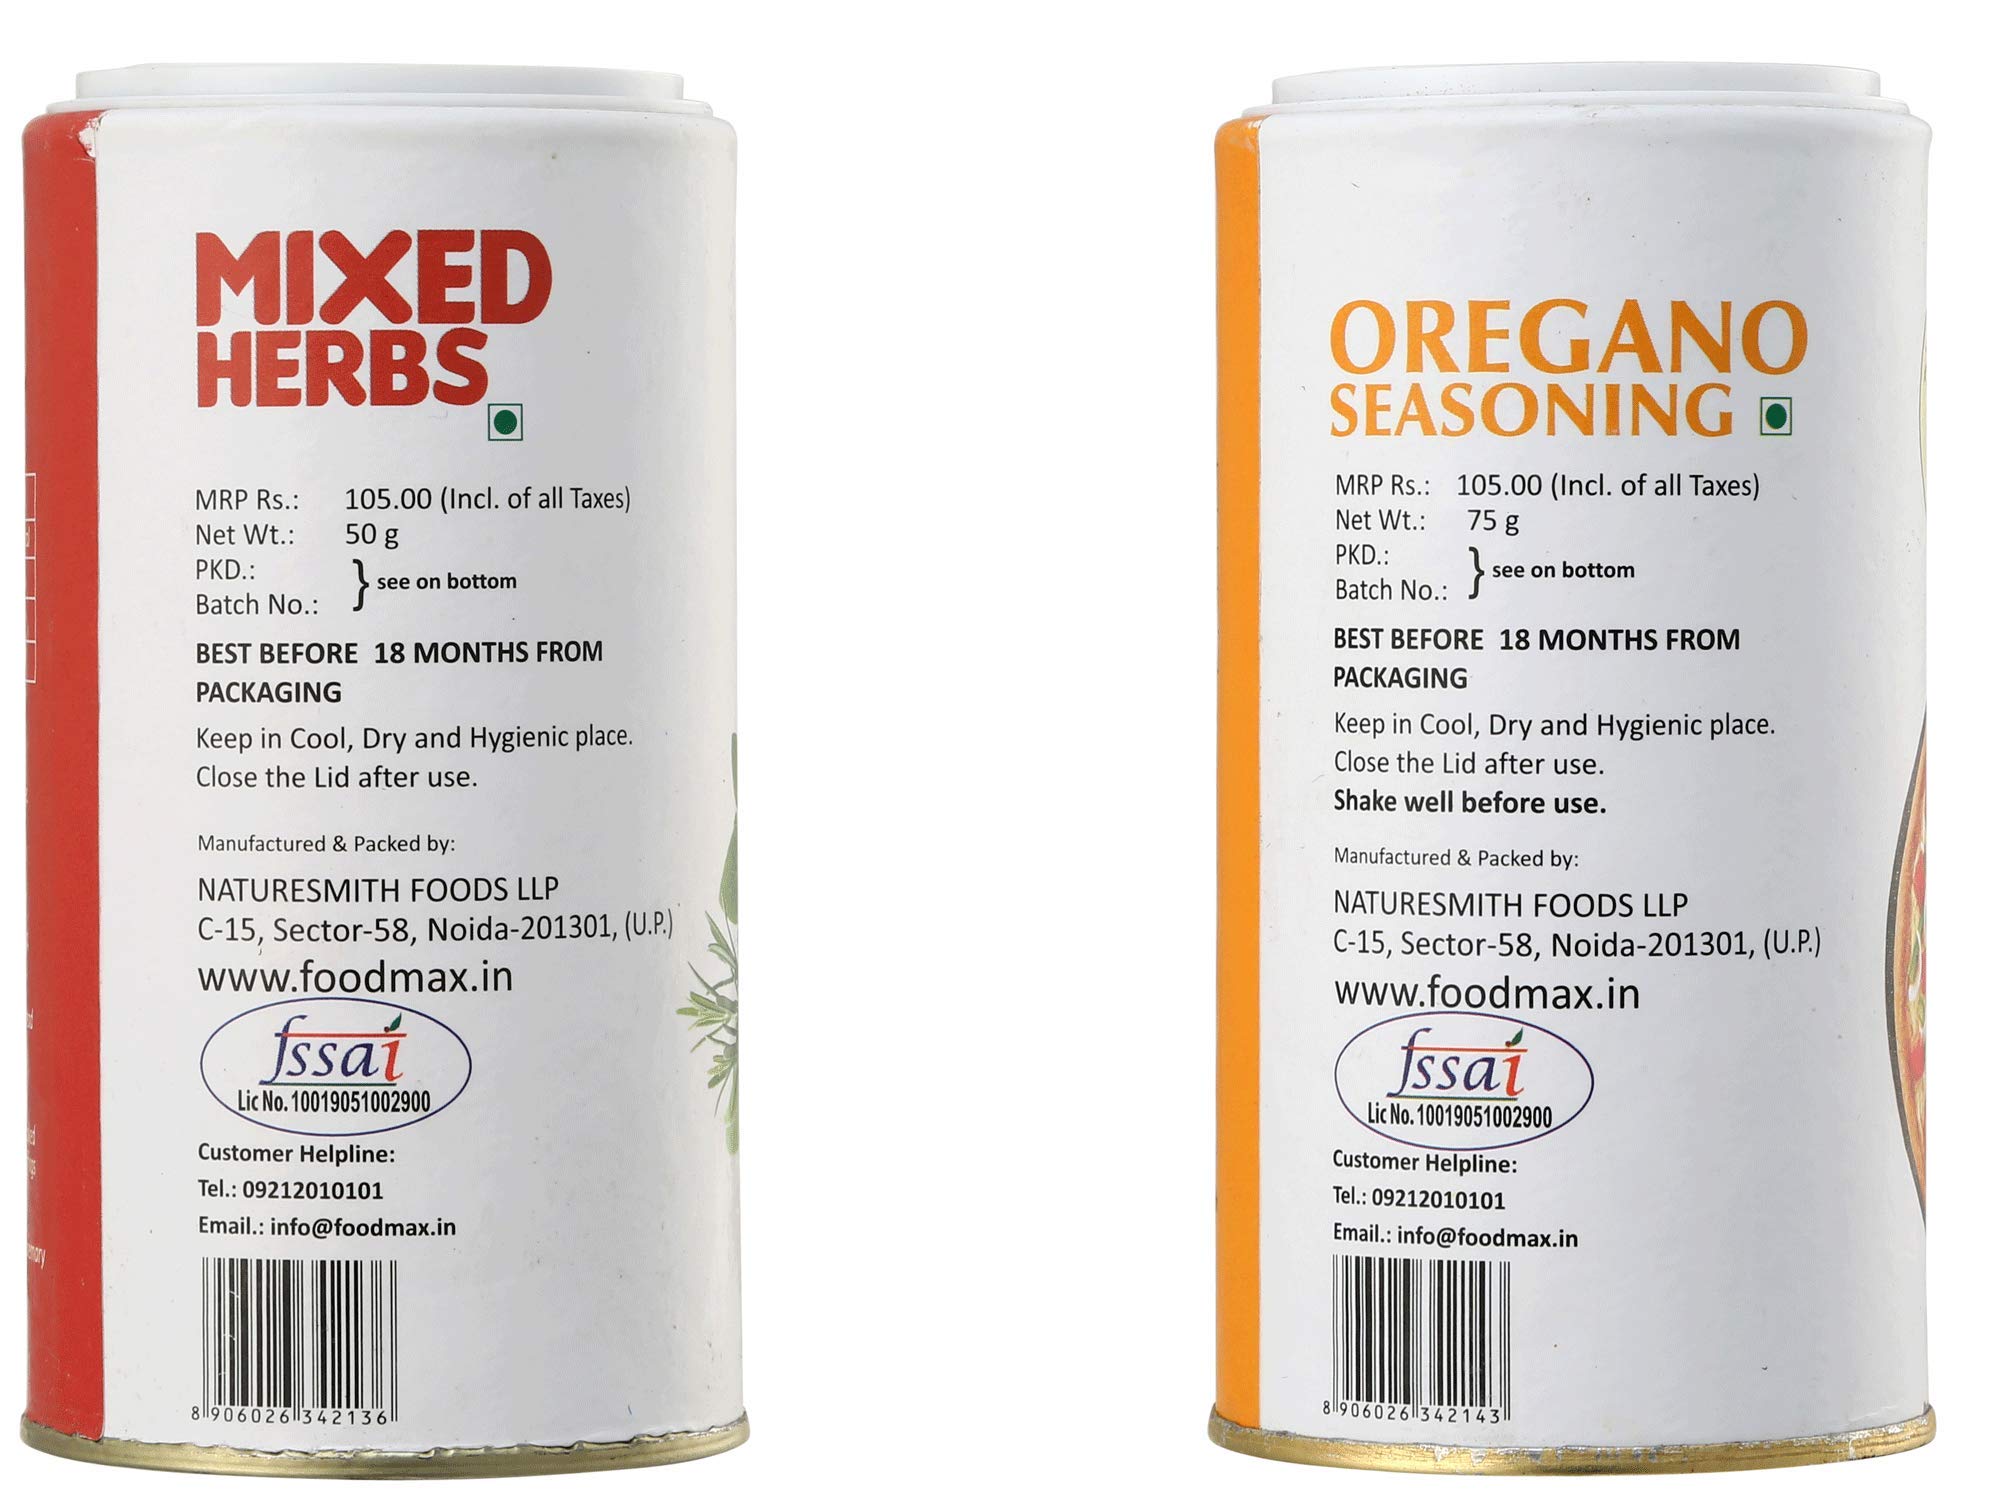 MIXED
HERBS
MRP Rs.: 105.00 (Incl. of all Taxes)
Net Wt.: 50 g
PKD.:
Batch No.: } see on bottom
BEST BEFORE 18 MONTHS FROM
PACKAGING
Keep in Cool, Dry and Hygienic place.
Close the Lid after use.
Manufactured & Packed by:
NATURESMITH FOODS LLP
C-15, Sector-58, Noida-201301, (U.P.)
www.foodmax.in
fssai
Lic No. 10019051002900
Customer Helpline:
Tel.: 09212010101
Email.: info@foodmax.in
8 906026 342136
OREGANO
SEASONING
MRP Rs.: 105.00 (Incl. of all Taxes)
Net Wt.: 75 g
PKD.:
Batch No.: } see on bottom
BEST BEFORE 18 MONTHS FROM
PACKAGING
Keep in Cool, Dry and Hygienic place.
Close the Lid after use.
Shake well before use.
Manufactured & Packed by:
NATURESMITH FOODS LLP
C-15, Sector-58, Noida-201301, (U.P.)
www.foodmax.in
fssai
Lic No. 10019051002900
Customer Helpline:
Tel.: 09212010101
Email.: info@foodmax.in
8 906026 342143